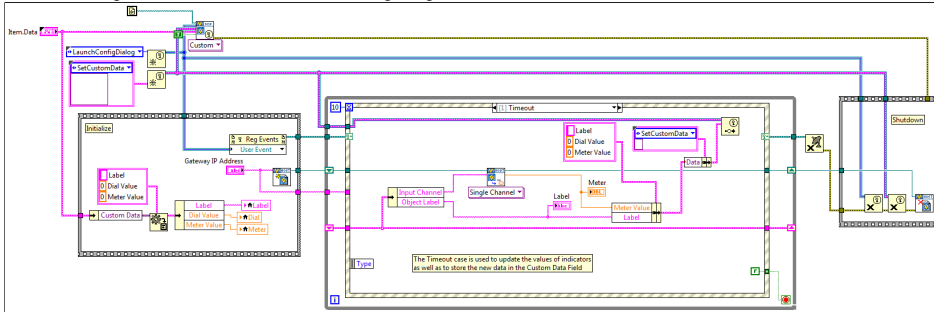 Item.Data
Custom
LaunchConfigDialog
SetCustomData
Initialize
Reg Events
User Event
Gateway IP Address
Label
Dial Value
Meter Value
Custom Data
Label
Dial Value
Meter Value
Label
Dial
Meter
10
[1] Timeout
Label
Dial Value
Meter Value
SetCustomData
Data
Input Channel
Object Label
Single Channel
Label
Meter
Meter Value
Label
Type
The Timeout case is used to update the values of indicators
as well as to store the new data in the Custom Data Field
F
i
Shutdown